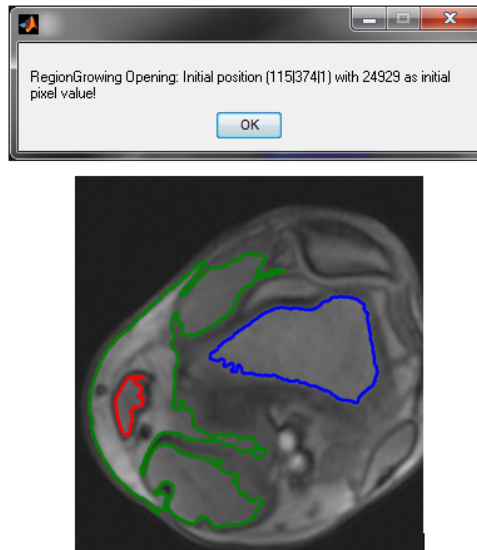 RegionGrowing Opening: Initial position (115|374|1) with 24929 as initial
pixel value!
OK